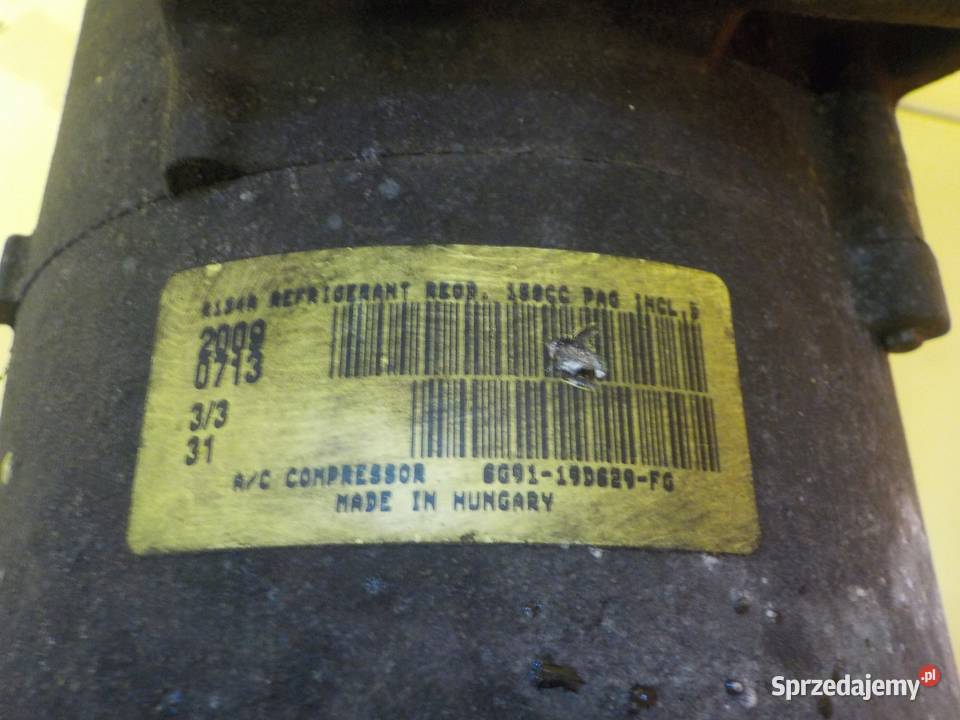 R134A REFRIGERANT REQD. 150CC PAG INCL.
2009
0713
3/3
31
A/C COMPRESSOR 6G91-19D629-FG
MADE IN HUNGARY
Sprzedajemy.pl